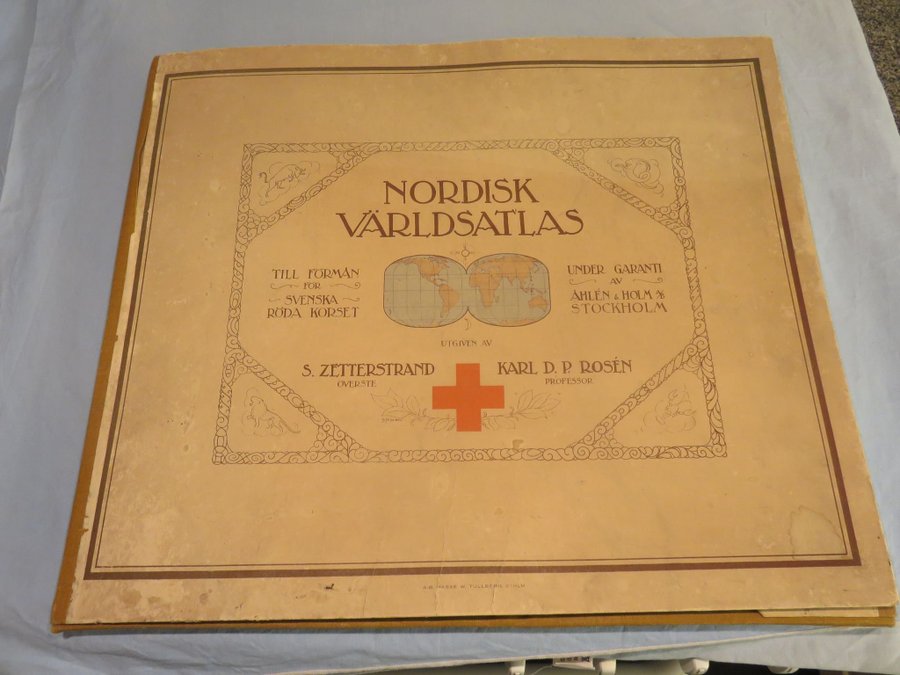 NORDISK
VÄRLDSATLAS
TILL FÖRMÅN
FÖR
SVENSKA
RÖDA KORSET
UNDER GARANTI
AV
ÅHLÉN & HOLM A/B
STOCKHOLM
UTGIVEN AV
S. ZETTERSTRAND
ÖVERSTE
KARL D. P. ROSÉN
PROFESSOR
W. TULLBERG